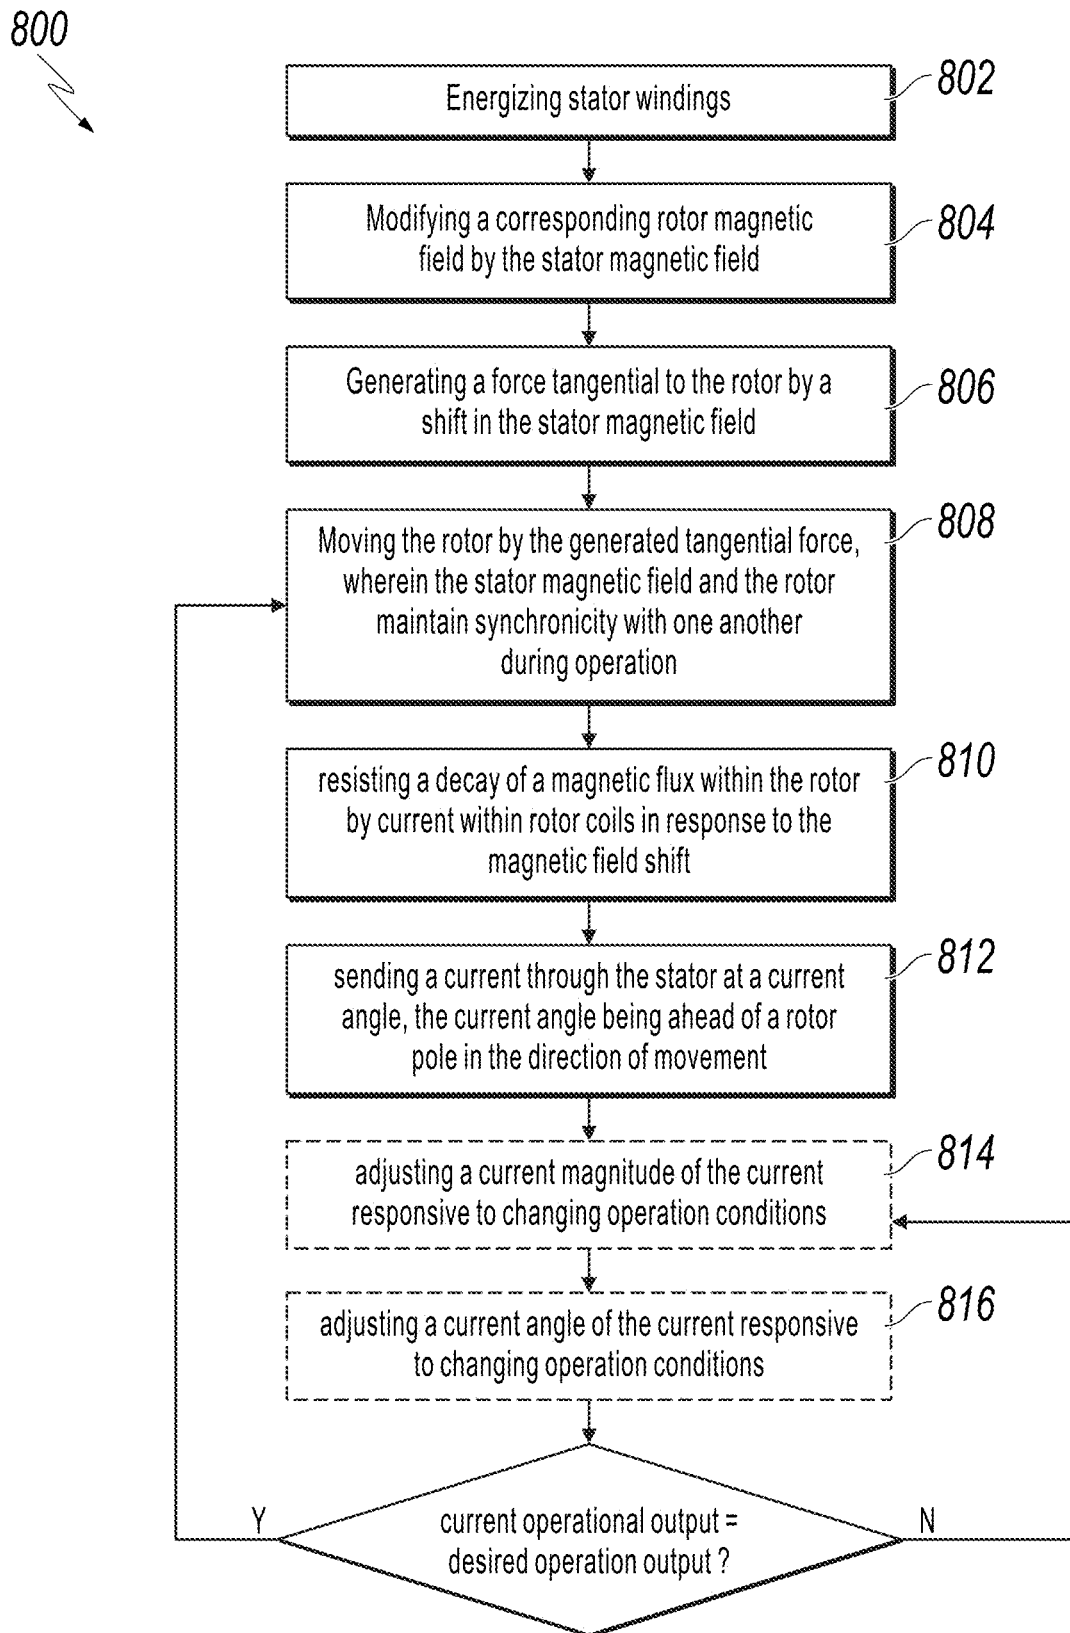 800
Energizing stator windings
802
Modifying a corresponding rotor magnetic
field by the stator magnetic field
804
Generating a force tangential to the rotor by a
shift in the stator magnetic field
806
Moving the rotor by the generated tangential force,
wherein the stator magnetic field and the rotor
maintain synchronicity with one another
during operation
808
resisting a decay of a magnetic flux within the rotor
by current within rotor coils in response to the
magnetic field shift
810
sending a current through the stator at a current
angle, the current angle being ahead of a rotor
pole in the direction of movement
812
adjusting a current magnitude of the current
responsive to changing operation conditions
814
adjusting a current angle of the current responsive
to changing operation conditions
816
Y
current operational output =
desired operation output ?
N